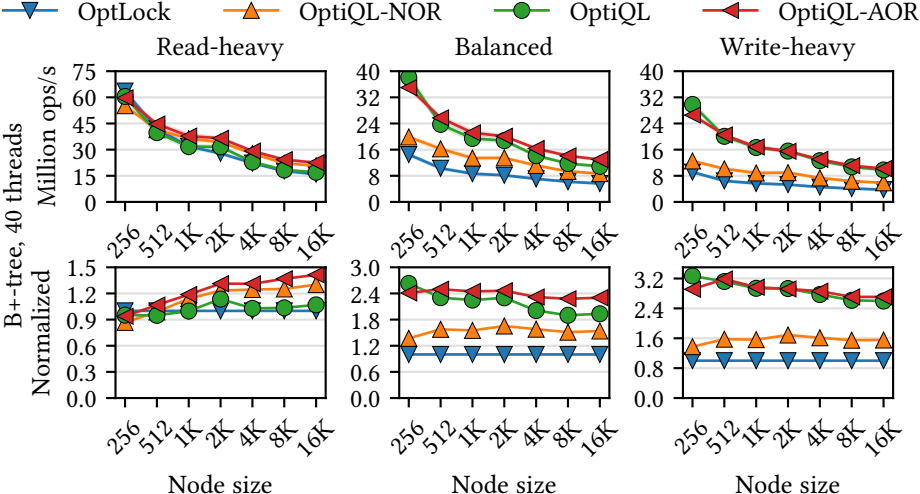 OptLock OptiQL-NOR OptiQL OptiQL-AOR
Read-heavy Balanced Write-heavy
B+-tree, 40 threads
Million ops/s
75
60
45
30
15
0
256 512 1K 2K 4K 8K 16K
40
32
24
16
8
0
256 512 1K 2K 4K 8K 16K
40
32
24
16
8
0
256 512 1K 2K 4K 8K 16K
Normalized
1.5
1.2
0.9
0.6
0.3
0.0
256 512 1K 2K 4K 8K 16K
Node size
3.0
2.4
1.8
1.2
0.6
0.0
256 512 1K 2K 4K 8K 16K
Node size
3.2
2.4
1.6
0.8
0.0
256 512 1K 2K 4K 8K 16K
Node size